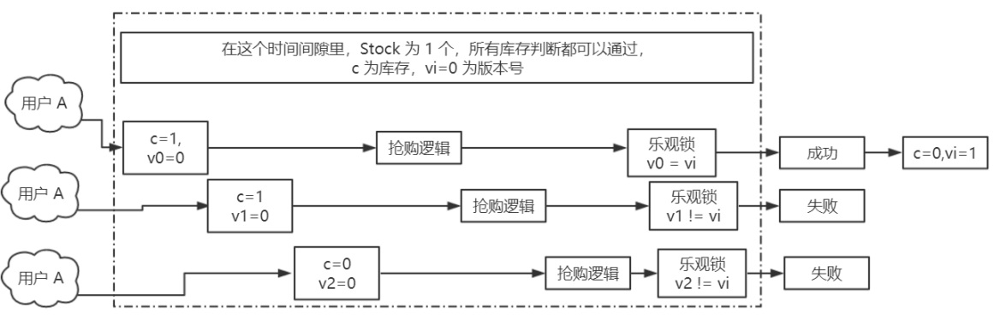 在这个时间间隙里，Stock 为 1 个，所有库存判断都可以通过，
c 为库存，vi=0 为版本号
用户 A
c=1,
v0=0
抢购逻辑
乐观锁
v0 = vi
成功
c=0,vi=1
用户 A
c=1
v1=0
抢购逻辑
乐观锁
v1 != vi
失败
用户 A
c=0
v2=0
抢购逻辑
乐观锁
v2 != vi
失败